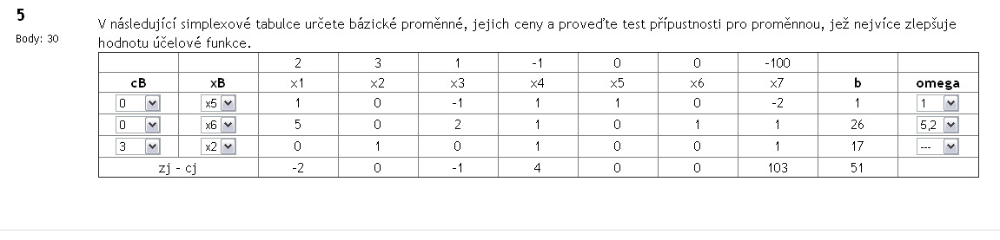 5
Body: 30
V následující simplexové tabulce určete bázické proměnné, jejich ceny a proveďte test přípustnosti pro proměnnou, jež nejvíce zlepšuje
hodnotu účelové funkce.
2 3 1 -1 0 0 -100
cB xB x1 x2 x3 x4 x5 x6 x7 b omega
0 x5 1 0 -1 1 1 0 -2 1 1
0 x6 5 0 2 1 0 1 1 26 5,2
3 x2 0 1 0 1 0 0 1 17 ---
zj - cj -2 0 -1 4 0 0 103 51